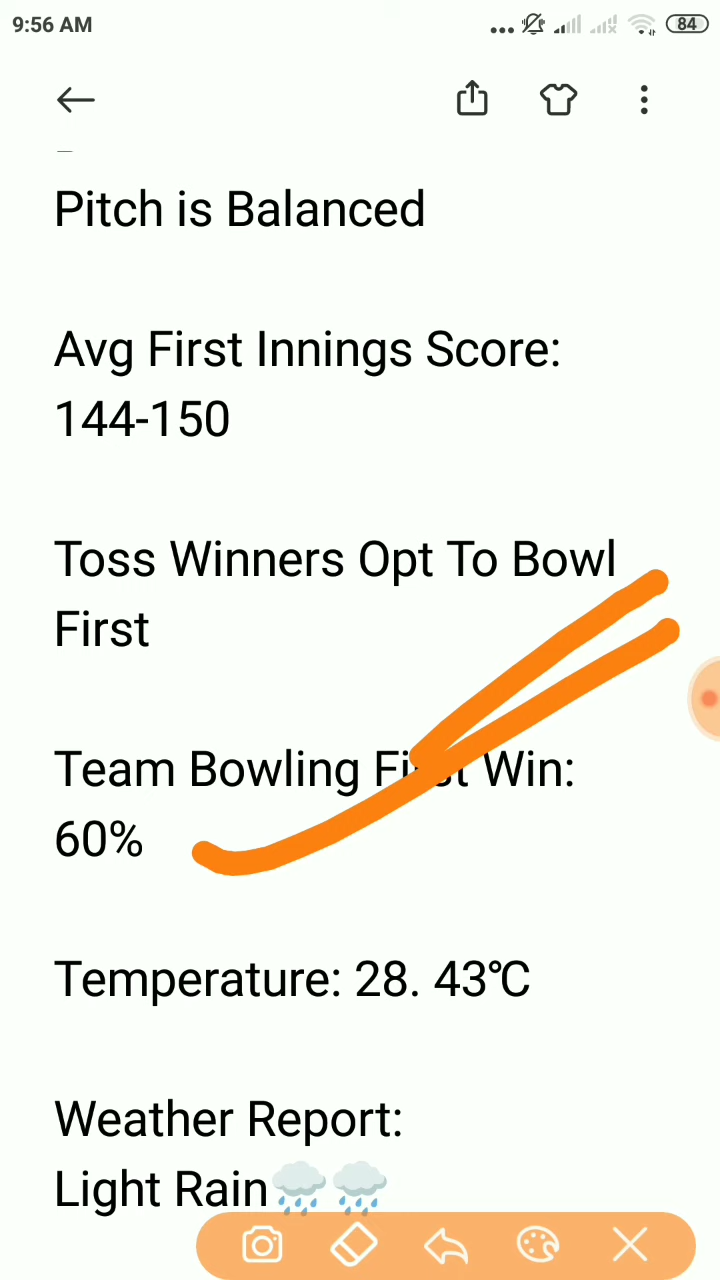 9:56 AM
84
Pitch is Balanced
Avg First Innings Score:
144-150
Toss Winners Opt To Bowl
First
Team Bowling First Win:
60%
Temperature: 28. 43℃
Weather Report:
Light Rain🌧️🌧️